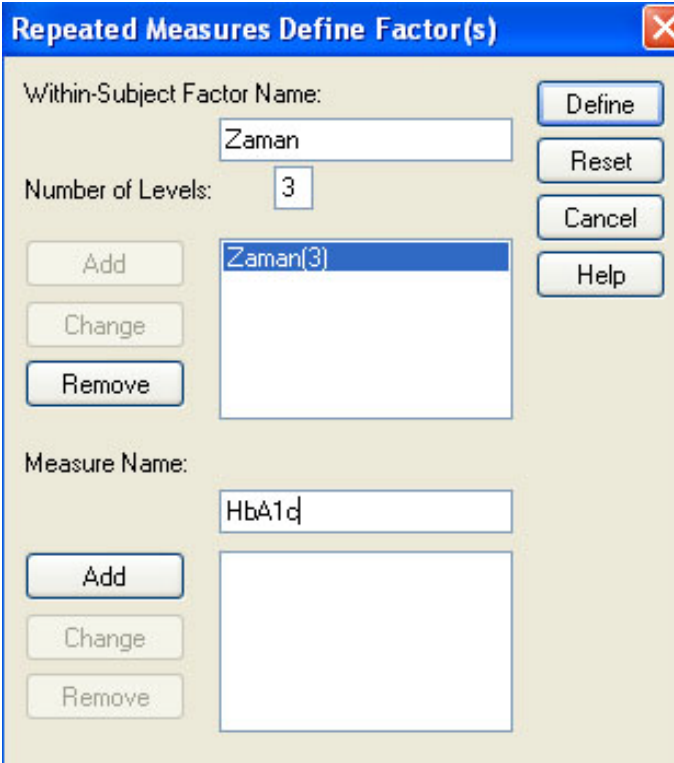 Repeated Measures Define Factor(s)
Within-Subject Factor Name:
Define
Zaman
Reset
Number of Levels: 3
Cancel
Add
Zaman(3)
Help
Change
Remove
Measure Name:
HbA1c
Add
Change
Remove